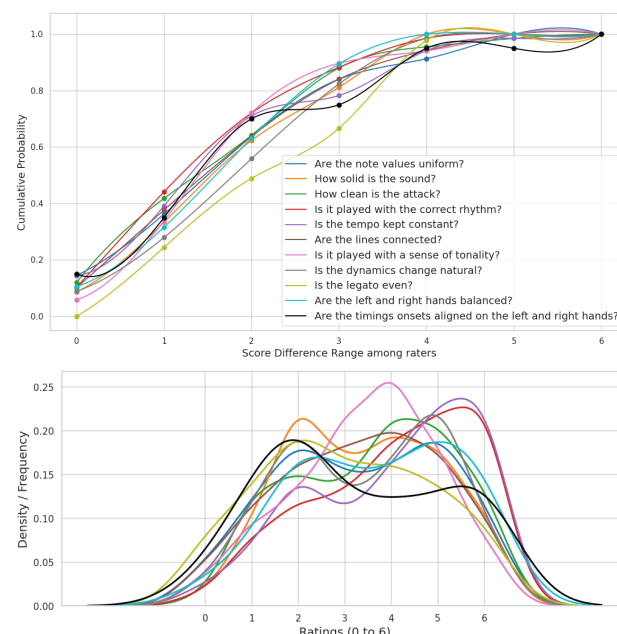 1.0
0.8
0.6
0.4
0.2
0.0
Cumulative Probability
Are the note values uniform?
How solid is the sound?
How clean is the attack?
Is it played with the correct rhythm?
Is the tempo kept constant?
Are the lines connected?
Is it played with a sense of tonality?
Is the dynamics change natural?
Is the legato even?
Are the left and right hands balanced?
Are the timings onsets aligned on the left and right hands?
0 1 2 3 4 5 6
Score Difference Range among raters
0.25
0.20
0.15
0.10
0.05
0.00
Density / Frequency
0 1 2 3 4 5 6
Ratings (0 to 6)